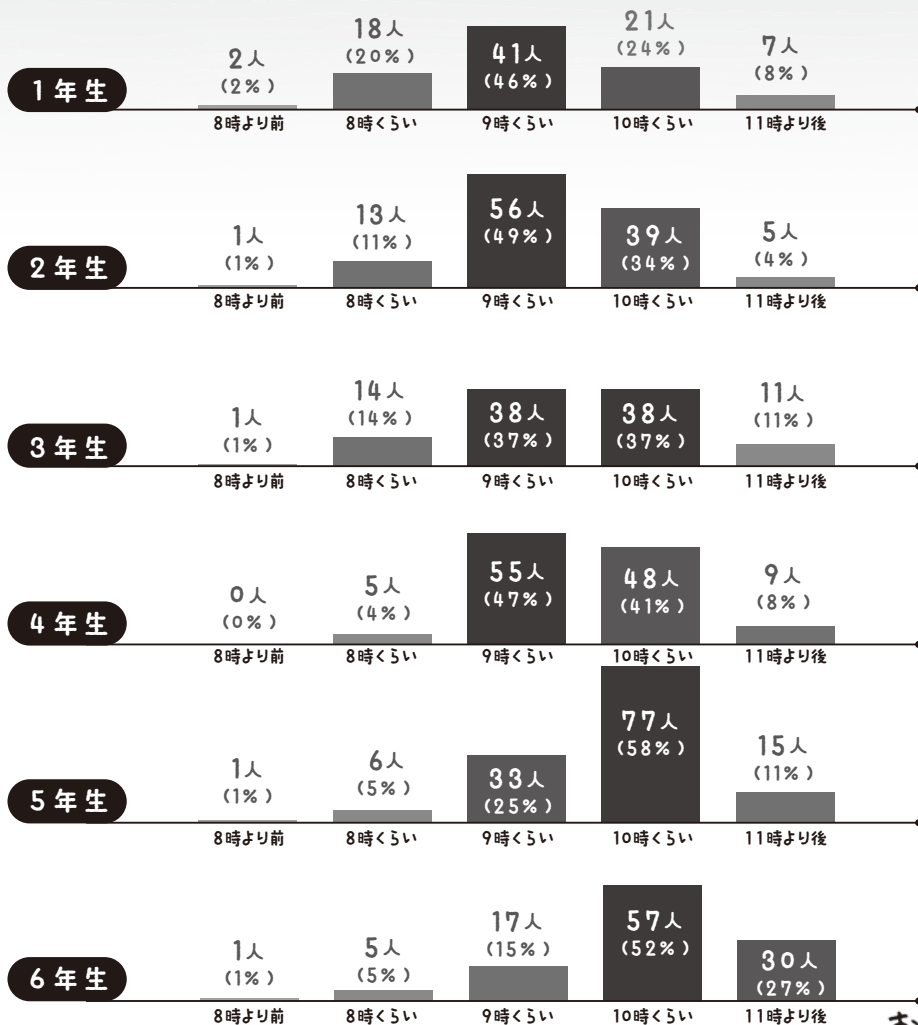 1年生
2人 18人 41人 21人 7人
(2%) (20%) (46%) (24%) (8%)
8時より前 8時くらい 9時くらい 10時くらい 11時より後
2年生
1人 13人 56人 39人 5人
(1%) (11%) (49%) (34%) (4%)
8時より前 8時くらい 9時くらい 10時くらい 11時より後
3年生
1人 14人 38人 38人 11人
(1%) (14%) (37%) (37%) (11%)
8時より前 8時くらい 9時くらい 10時くらい 11時より後
4年生
0人 5人 55人 48人 9人
(0%) (4%) (47%) (41%) (8%)
8時より前 8時くらい 9時くらい 10時くらい 11時より後
5年生
1人 6人 33人 77人 15人
(1%) (5%) (25%) (58%) (11%)
8時より前 8時くらい 9時くらい 10時くらい 11時より後
6年生
1人 5人 17人 57人 30人
(1%) (5%) (15%) (52%) (27%)
8時より前 8時くらい 9時くらい 10時くらい 11時より後